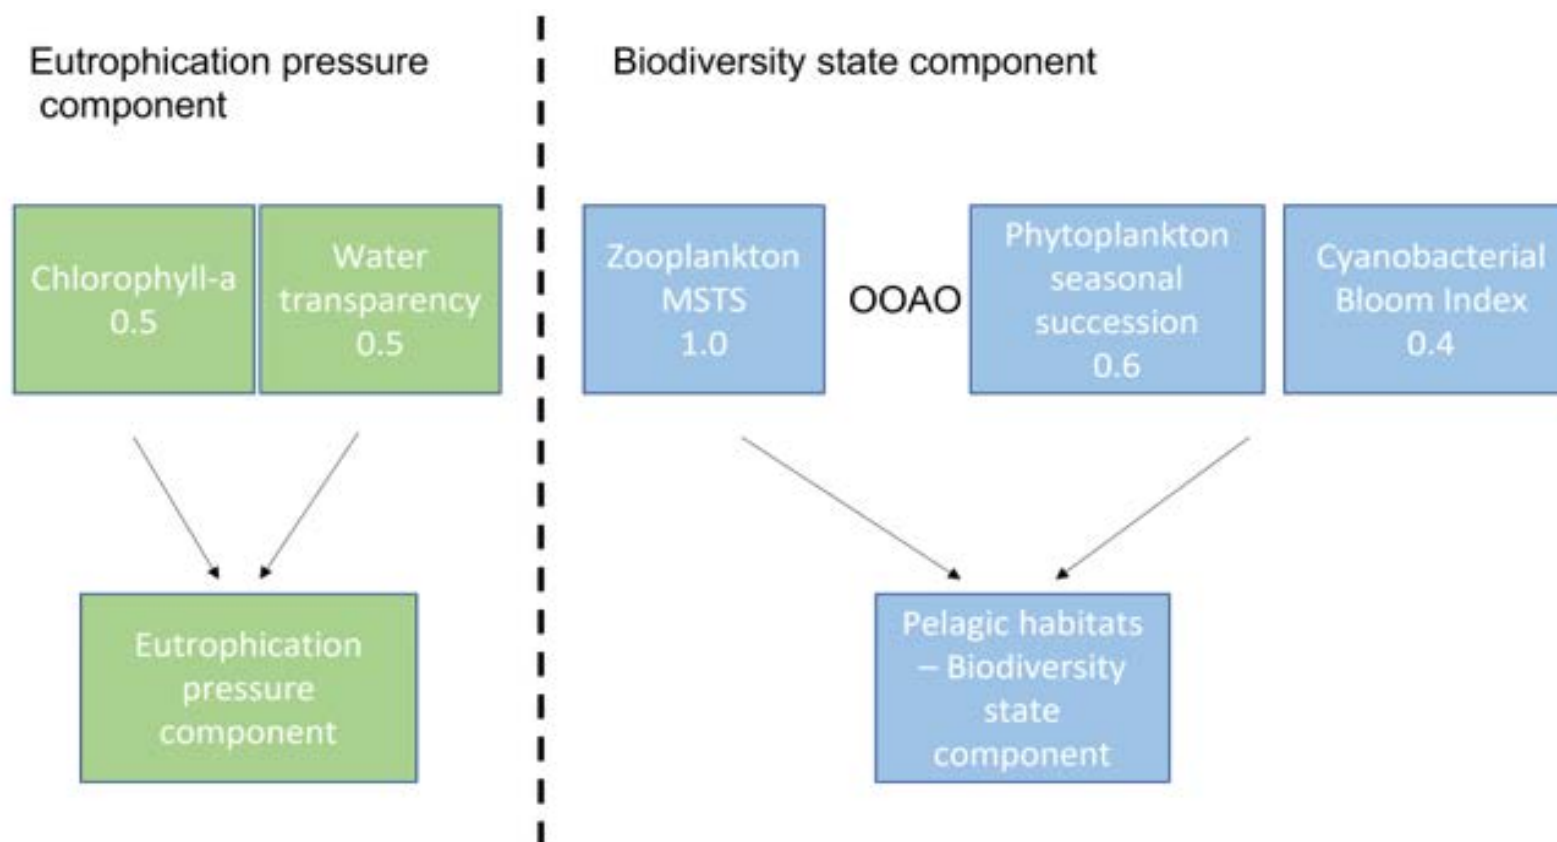 Eutrophication pressure
component
Biodiversity state component
Chlorophyll-a
0.5
Water
transparency
0.5
Zooplankton
MSTS
1.0
OOAO
Phytoplankton
seasonal
succession
0.6
Cyanobacterial
Bloom Index
0.4
Eutrophication
pressure
component
Pelagic habitats
– Biodiversity
state
component